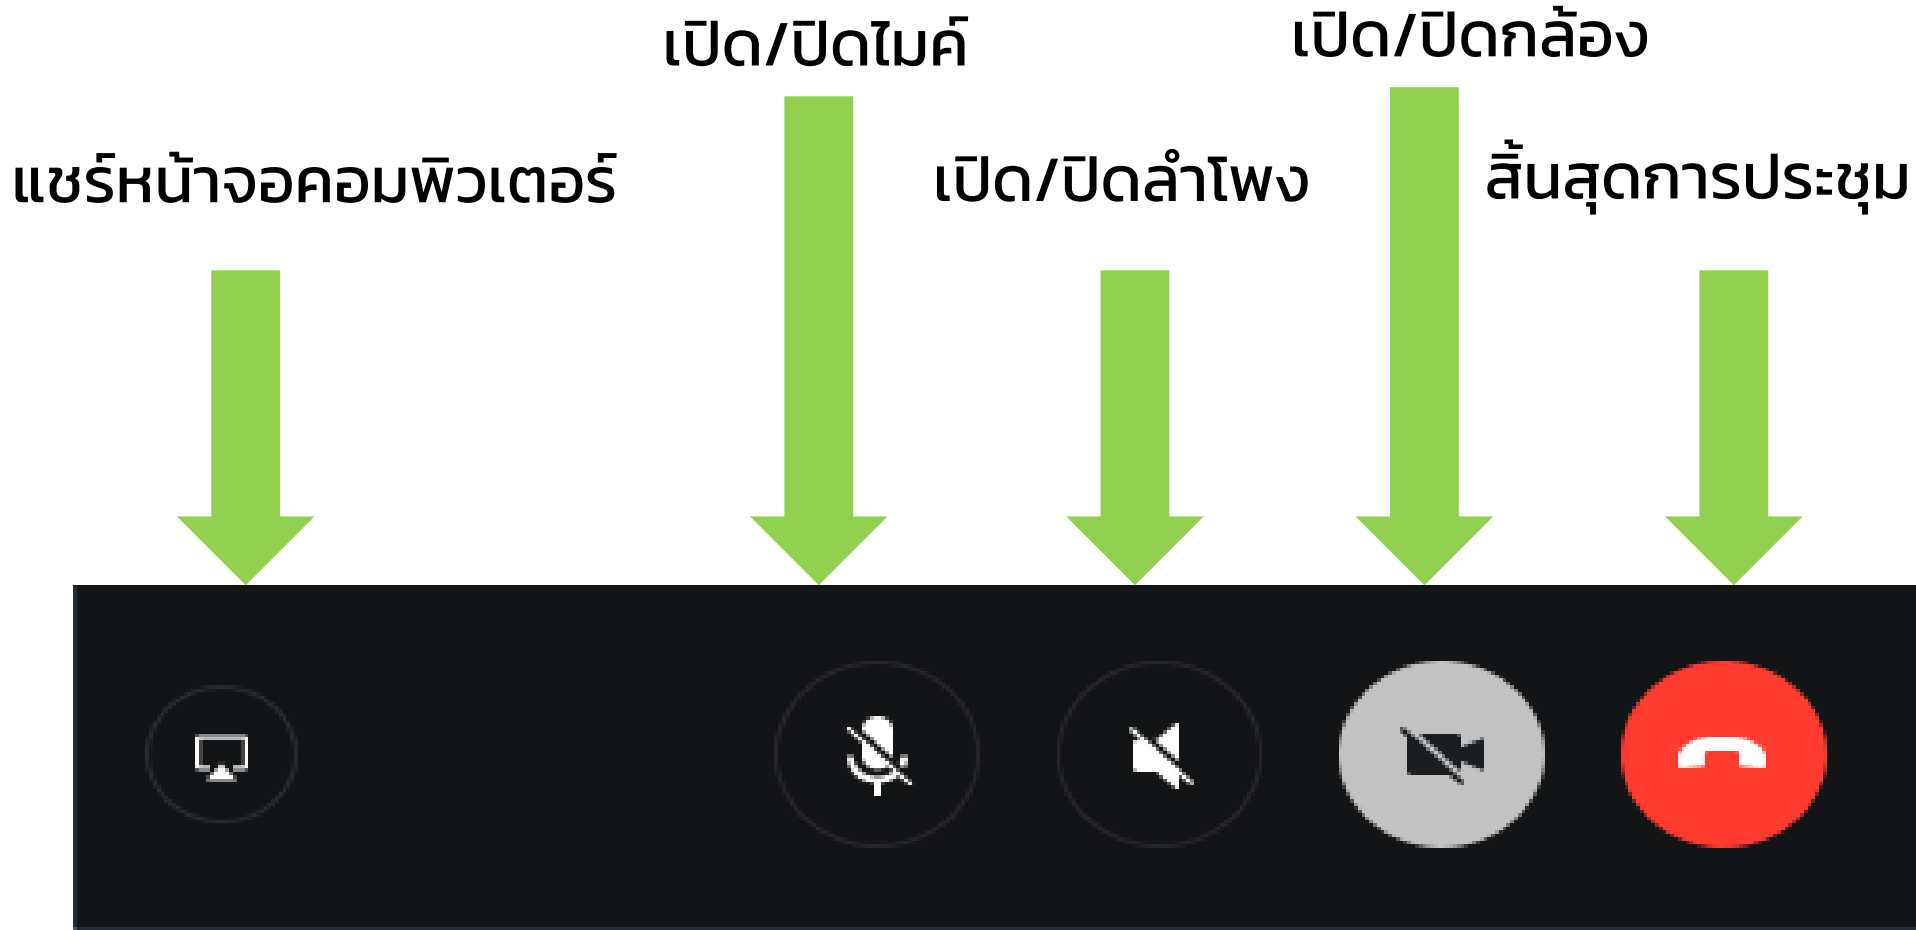 เปิด/ปิดไมค์
เปิด/ปิดกล้อง
แชร์หน้าจอคอมพิวเตอร์
เปิด/ปิดลำโพง
สิ้นสุดการประชุม